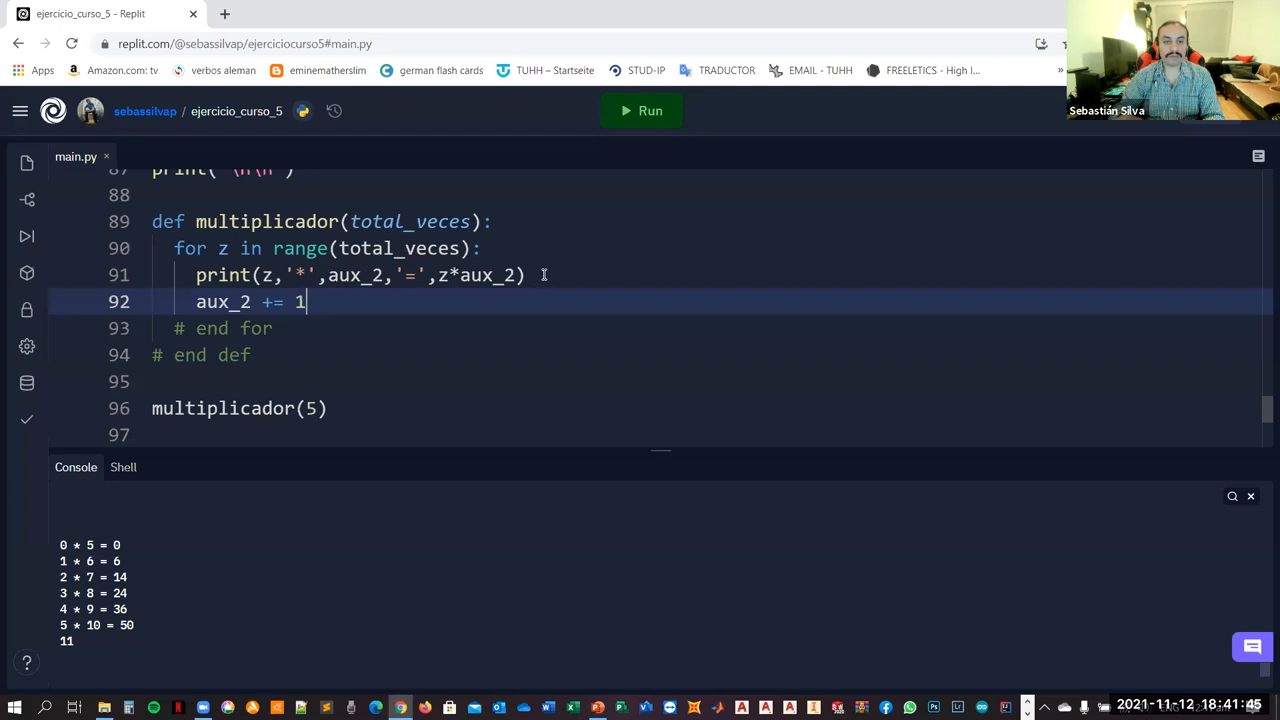 ejercicio_curso_5 - Replit
replit.com/@sebassilvap/ejerciciocurso5#main.py
Apps Amazon.com: tv verbos aleman eminemathslim german flash cards TUHH – Startseite STUD-IP TRADUCTOR EMAIL - TUHH FREELETICS - High I... »
Sebastián Silva
sebassilvap / ejercicio_curso_5 Run
main.py ×
87 print("\n\n")
88
89 def multiplicador(total_veces):
90 for z in range(total_veces):
91 print(z,'*',aux_2,'=',z*aux_2)
92 aux_2 += 1
93 # end for
94 # end def
95
96 multiplicador(5)
97
Console Shell
0 * 5 = 0
1 * 6 = 6
2 * 7 = 14
3 * 8 = 24
4 * 9 = 36
5 * 10 = 50
11
2021-11-12 18:41:45